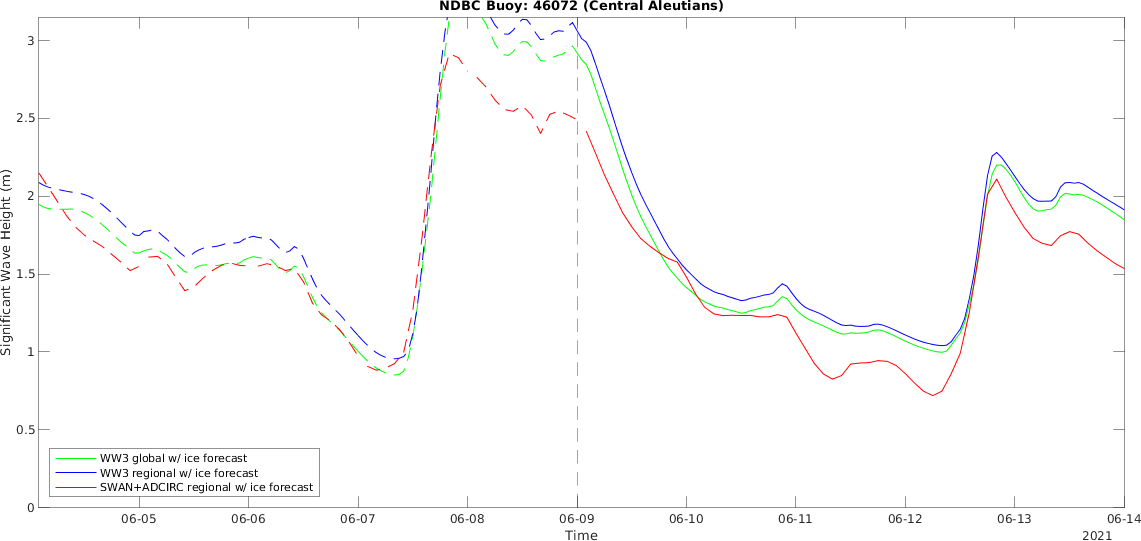 NDBC Buoy: 46072 (Central Aleutians)
Significant Wave Height (m)
3
2.5
2
1.5
1
0.5
0
WW3 global w/ ice forecast
WW3 regional w/ ice forecast
SWAN+ADCIRC regional w/ ice forecast
06-05 06-06 06-07 06-08 06-09 06-10 06-11 06-12 06-13 06-14
Time
2021